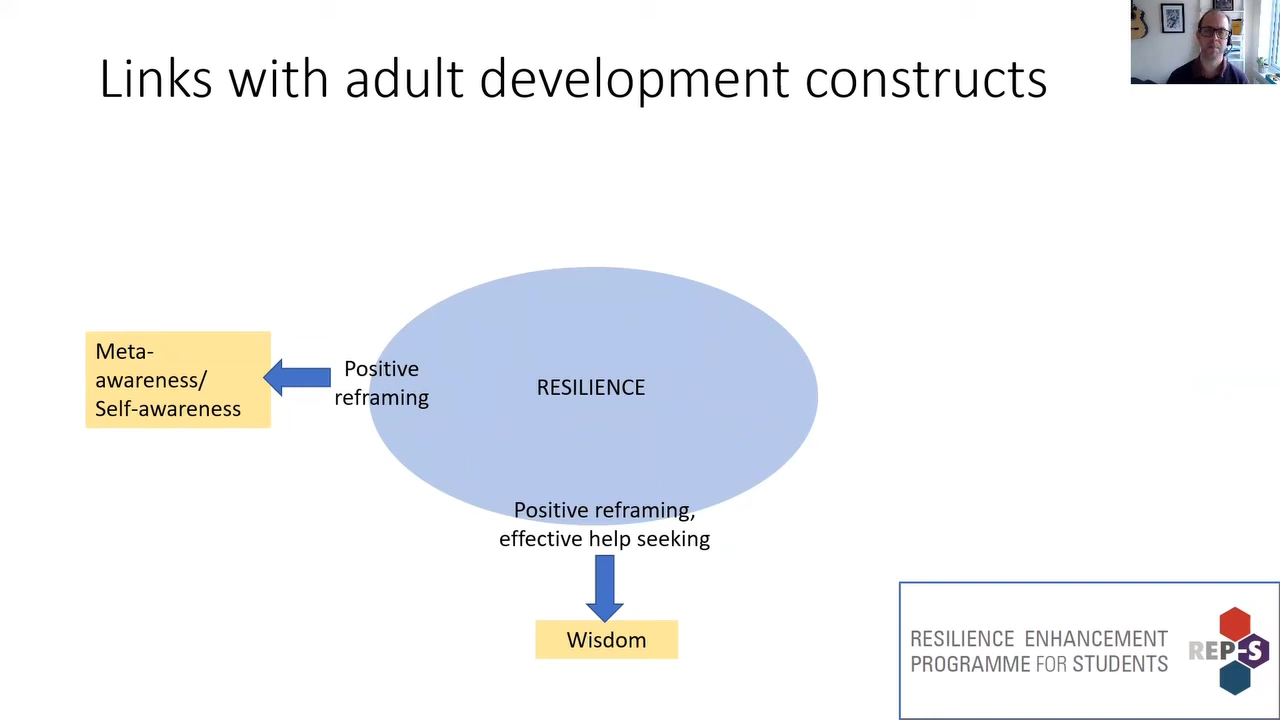 Links with adult development constructs
Meta-
awareness/
Self-awareness
Positive
reframing
RESILIENCE
Positive reframing,
effective help seeking
Wisdom
RESILIENCE ENHANCEMENT
PROGRAMME FOR STUDENTS
REP-S